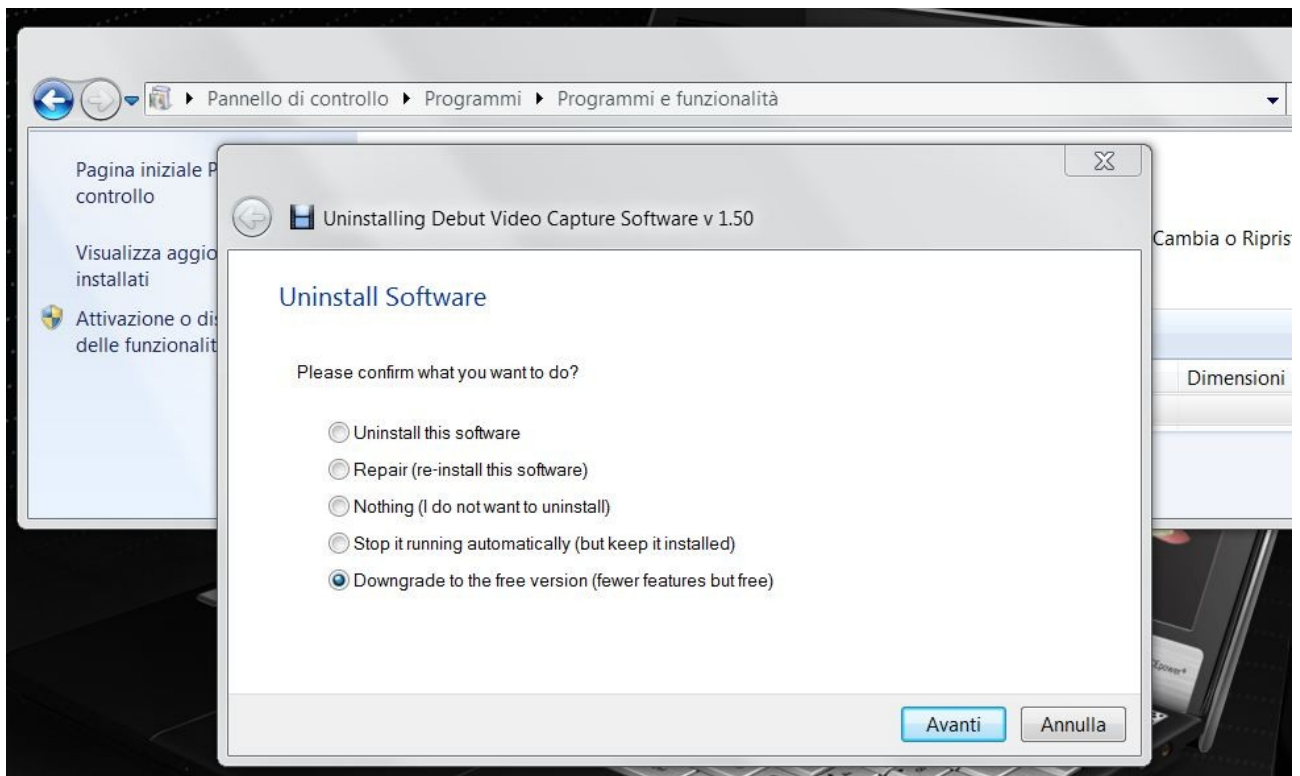 Pannello di controllo Programmi Programmi e funzionalità
Pagina iniziale P
controllo
Visualizza aggio
installati
Attivazione o dis
delle funzionalit
Cambia o Ripris
Dimensioni
Uninstalling Debut Video Capture Software v 1.50
Uninstall Software
Please confirm what you want to do?
Uninstall this software
Repair (re-install this software)
Nothing (I do not want to uninstall)
Stop it running automatically (but keep it installed)
Downgrade to the free version (fewer features but free)
Avanti
Annulla